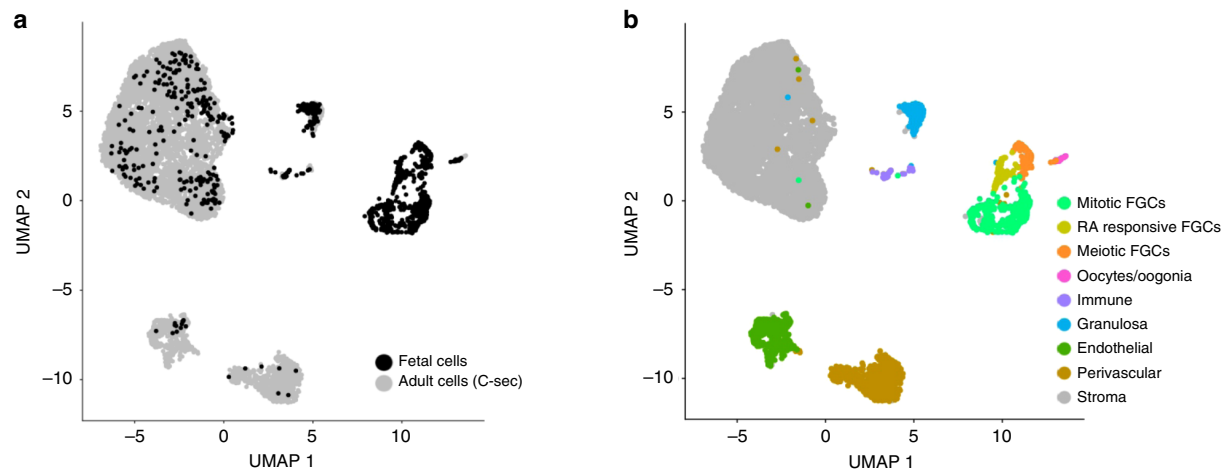 a
UMAP 2
5
0
−5
−10
−5
0
5
10
UMAP 1
Fetal cells
Adult cells (C-sec)
b
UMAP 2
5
0
−5
−10
−5
0
5
10
UMAP 1
Mitotic FGCs
RA responsive FGCs
Meiotic FGCs
Oocytes/oogonia
Immune
Granulosa
Endothelial
Perivascular
Stroma